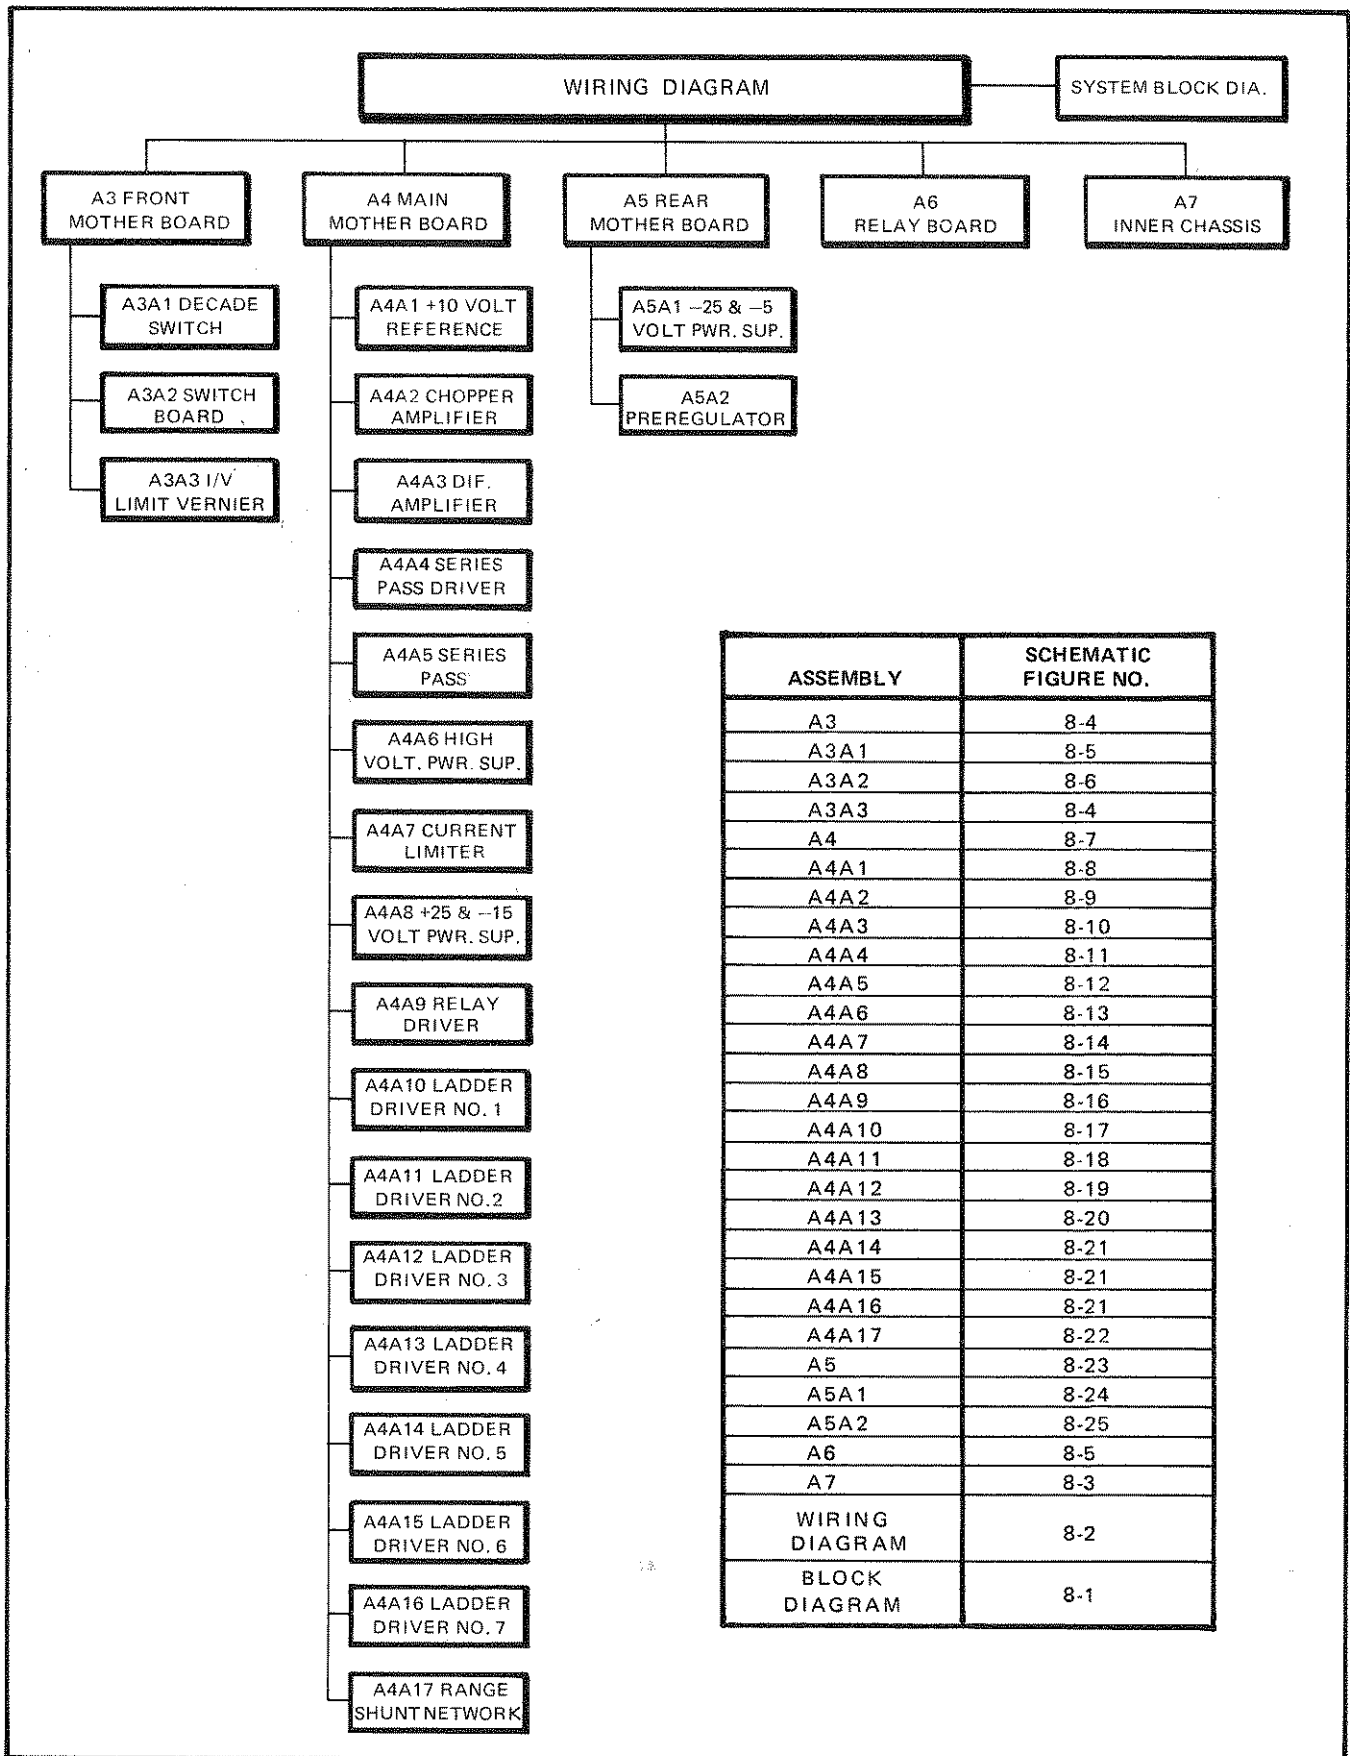 WIRING DIAGRAM
SYSTEM BLOCK DIA.
A3 FRONT
MOTHER BOARD
A4 MAIN
MOTHER BOARD
A5 REAR
MOTHER BOARD
A6
RELAY BOARD
A7
INNER CHASSIS
A3A1 DECADE
SWITCH
A3A2 SWITCH
BOARD
A3A3 I/V
LIMIT VERNIER
A4A1 +10 VOLT
REFERENCE
A4A2 CHOPPER
AMPLIFIER
A4A3 DIF.
AMPLIFIER
A4A4 SERIES
PASS DRIVER
A4A5 SERIES
PASS
A4A6 HIGH
VOLT. PWR. SUP.
A4A7 CURRENT
LIMITER
A4A8 +25 & –15
VOLT PWR. SUP.
A4A9 RELAY
DRIVER
A4A10 LADDER
DRIVER NO. 1
A4A11 LADDER
DRIVER NO. 2
A4A12 LADDER
DRIVER NO. 3
A4A13 LADDER
DRIVER NO. 4
A4A14 LADDER
DRIVER NO. 5
A4A15 LADDER
DRIVER NO. 6
A4A16 LADDER
DRIVER NO. 7
A4A17 RANGE
SHUNT NETWORK
A5A1 –25 & –5
VOLT PWR. SUP.
A5A2
PREREGULATOR
ASSEMBLY SCHEMATIC FIGURE NO.
A3 8-4
A3A1 8-5
A3A2 8-6
A3A3 8-4
A4 8-7
A4A1 8-8
A4A2 8-9
A4A3 8-10
A4A4 8-11
A4A5 8-12
A4A6 8-13
A4A7 8-14
A4A8 8-15
A4A9 8-16
A4A10 8-17
A4A11 8-18
A4A12 8-19
A4A13 8-20
A4A14 8-21
A4A15 8-21
A4A16 8-21
A4A17 8-22
A5 8-23
A5A1 8-24
A5A2 8-25
A6 8-5
A7 8-3
WIRING DIAGRAM 8-2
BLOCK DIAGRAM 8-1